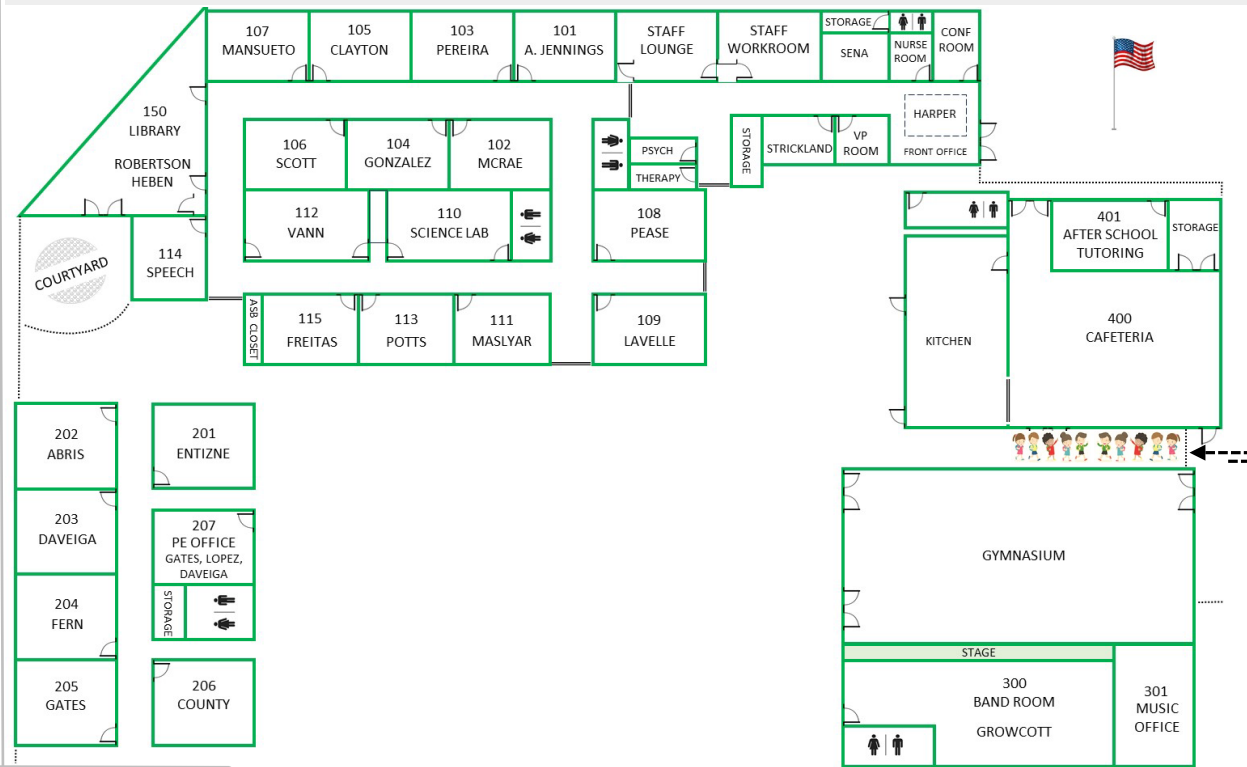 107
MANSUETO
105
CLAYTON
103
PEREIRA
101
A. JENNINGS
STAFF
LOUNGE
STAFF
WORKROOM
STORAGE
SENA
NURSE
ROOM
CONF
ROOM
150
LIBRARY
ROBERTSON
HEBEN
106
SCOTT
104
GONZALEZ
102
MCRAE
PSYCH
THERAPY
STORAGE
STRICKLAND
VP
ROOM
HARPER
FRONT OFFICE
112
VANN
110
SCIENCE LAB
108
PEASE
COURTYARD
114
SPEECH
ASB CLOSET
115
FREITAS
113
POTTS
111
MASLYAR
109
LAVELLE
401
AFTER SCHOOL
TUTORING
STORAGE
KITCHEN
400
CAFETERIA
202
ABRIS
201
ENTIZNE
203
DAVEIGA
207
PE OFFICE
GATES, LOPEZ,
DAVEIGA
STORAGE
204
FERN
205
GATES
206
COUNTY
GYMNASIUM
STAGE
300
BAND ROOM
GROWCOTT
301
MUSIC
OFFICE